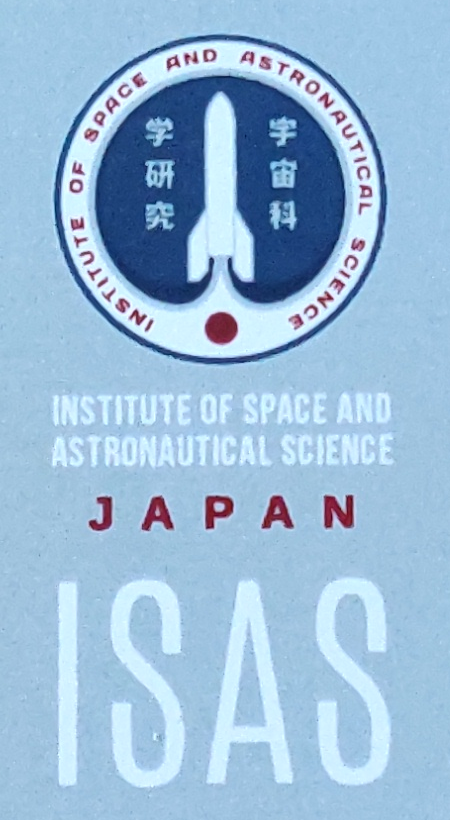 INSTITUTE OF SPACE AND ASTRONAUTICAL SCIENCE
宇宙科
学研究
INSTITUTE OF SPACE AND
ASTRONAUTICAL SCIENCE
JAPAN
ISAS